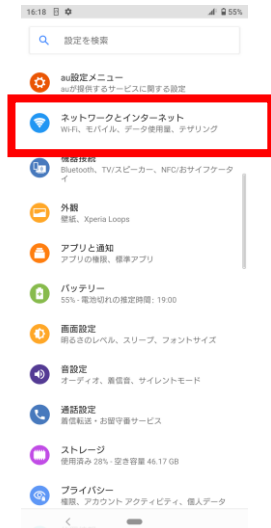 16:18 55%
設定を検索
au設定メニュー
auが提供するサービスに関する設定
ネットワークとインターネット
Wi-Fi、モバイル、データ使用量、テザリング
機器接続
Bluetooth、TV/スピーカー、NFC/おサイフケータ
イ
外観
壁紙、Xperia Loops
アプリと通知
アプリの権限、標準アプリ
バッテリー
55% - 電池切れの推定時間: 19:00
画面設定
明るさのレベル、スリープ、フォントサイズ
音設定
オーディオ、着信音、サイレントモード
通話設定
着信転送・お留守番サービス
ストレージ
使用済み 28% - 空き容量 46.17 GB
プライバシー
権限、アカウント アクティビティ、個人データ